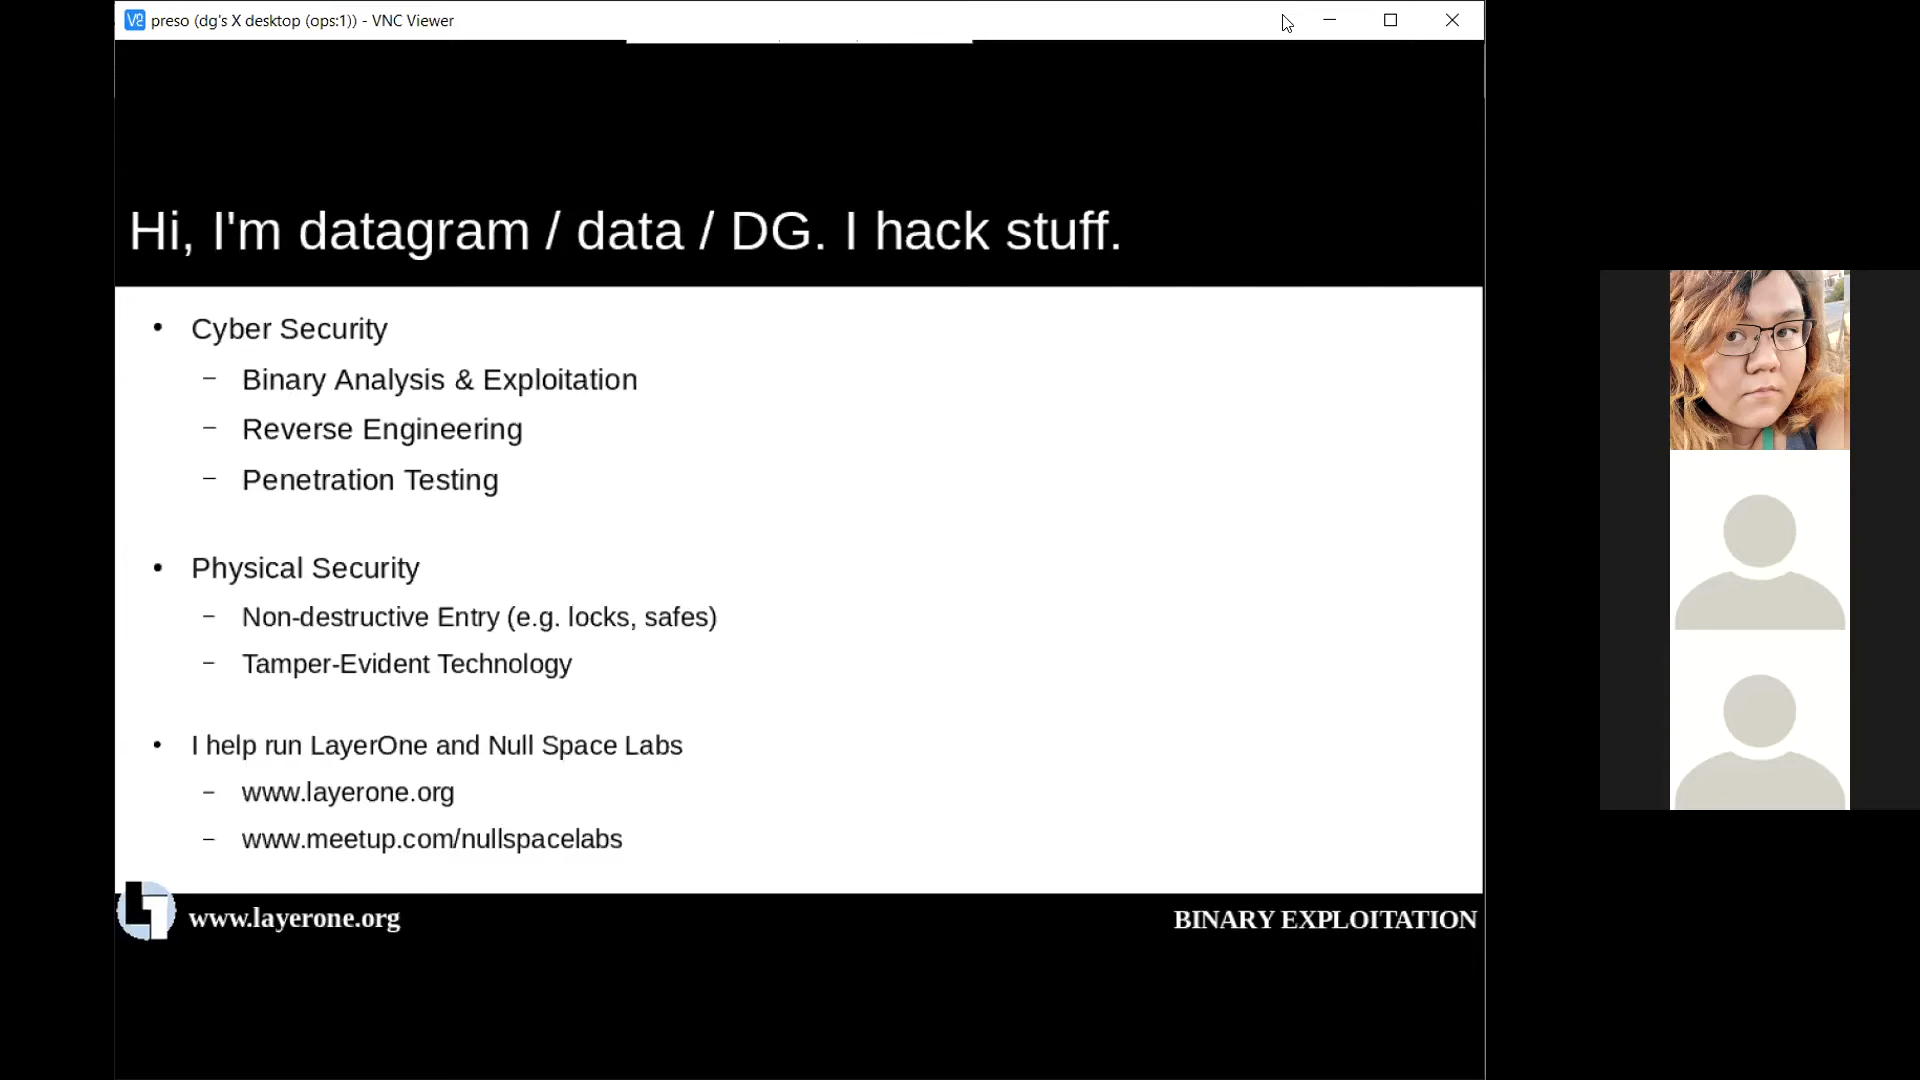 preso (dg's X desktop (ops:1)) - VNC Viewer
Hi, I'm datagram / data / DG. I hack stuff.
• Cyber Security
– Binary Analysis & Exploitation
– Reverse Engineering
– Penetration Testing
• Physical Security
– Non-destructive Entry (e.g. locks, safes)
– Tamper-Evident Technology
• I help run LayerOne and Null Space Labs
– www.layerone.org
– www.meetup.com/nullspacelabs
www.layerone.org
BINARY EXPLOITATION